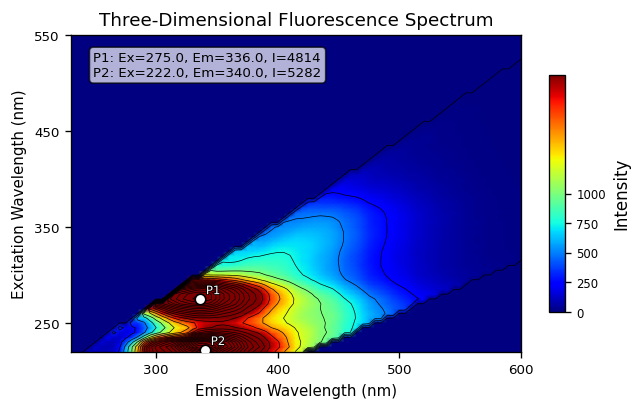 Three-Dimensional Fluorescence Spectrum
P1: Ex=275.0, Em=336.0, I=4814
P2: Ex=222.0, Em=340.0, I=5282
Excitation Wavelength (nm)
550
450
350
250
P1
P2
300
400
500
600
Emission Wavelength (nm)
1000
750
500
250
0
Intensity